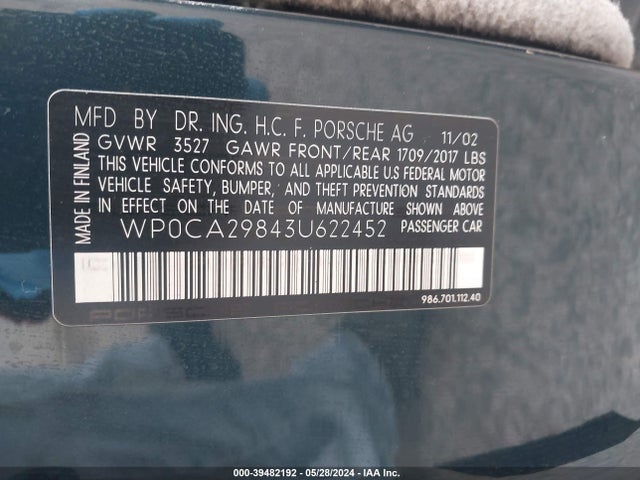 MFD BY DR. ING. H.C. F. PORSCHE AG 11/02
GVWR 3527 GAWR FRONT/REAR 1709/2017 LBS
THIS VEHICLE CONFORMS TO ALL APPLICABLE U.S FEDERAL MOTOR
VEHICLE SAFETY, BUMPER, AND THEFT PREVENTION STANDARDS
IN EFFECT ON THE DATE OF MANUFACTURE SHOWN ABOVE
WP0CA29843U622452 PASSENGER CAR
MADE IN FINLAND
986.701.112.40
000-39482192 - 05/28/2024 - IAA Inc.